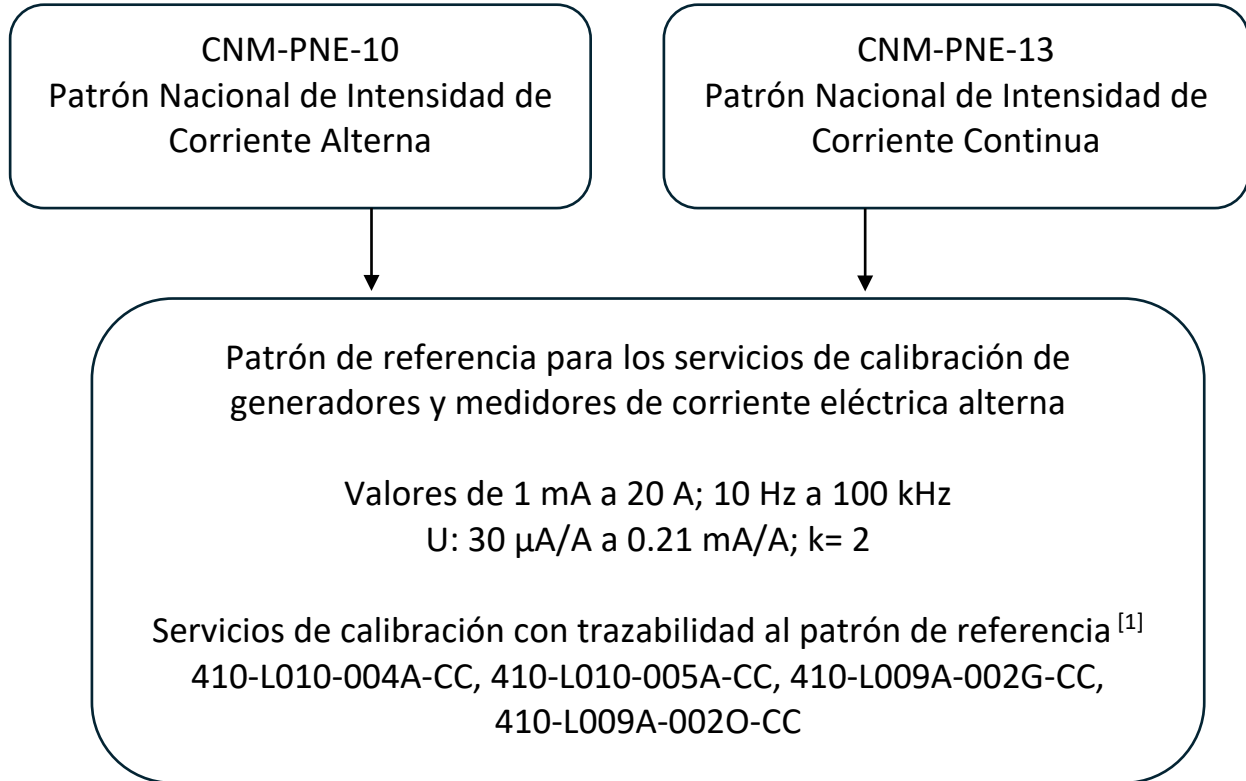 CNM-PNE-10
Patrón Nacional de Intensidad de
Corriente Alterna
CNM-PNE-13
Patrón Nacional de Intensidad de
Corriente Continua
Patrón de referencia para los servicios de calibración de
generadores y medidores de corriente eléctrica alterna
Valores de 1 mA a 20 A; 10 Hz a 100 kHz
U: 30 µA/A a 0.21 mA/A; k= 2
Servicios de calibración con trazabilidad al patrón de referencia [1]
410-L010-004A-CC, 410-L010-005A-CC, 410-L009A-002G-CC,
410-L009A-002O-CC